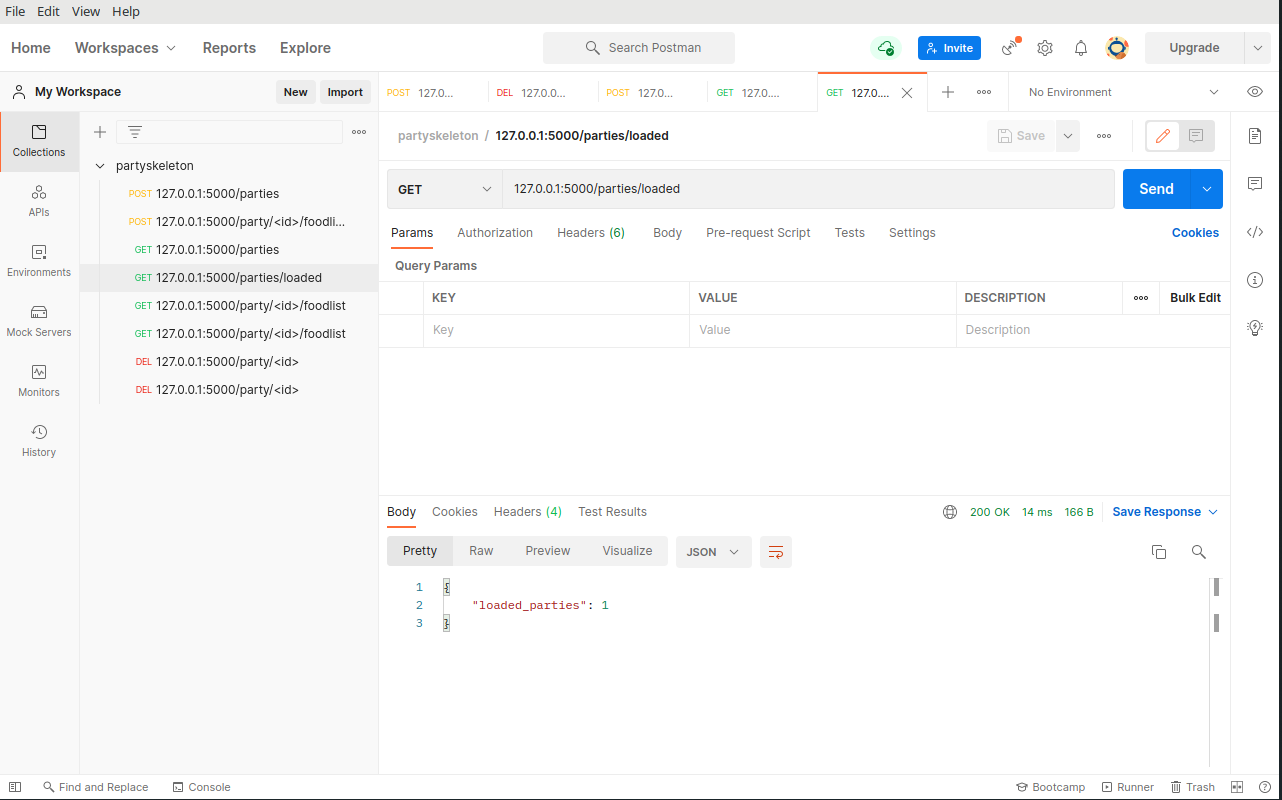 File Edit View Help
Home Workspaces Reports Explore Search Postman Invite Upgrade
My Workspace New Import
POST 127.0... DEL 127.0.0... POST 127.0... GET 127.0.... GET 127.0.... No Environment
Collections
APIs
Environments
Mock Servers
Monitors
History
partyskeleton
POST 127.0.0.1:5000/parties
POST 127.0.0.1:5000/party/<id>/foodli...
GET 127.0.0.1:5000/parties
GET 127.0.0.1:5000/parties/loaded
GET 127.0.0.1:5000/party/<id>/foodlist
GET 127.0.0.1:5000/party/<id>/foodlist
DEL 127.0.0.1:5000/party/<id>
DEL 127.0.0.1:5000/party/<id>
partyskeleton / 127.0.0.1:5000/parties/loaded Save
GET 127.0.0.1:5000/parties/loaded Send
Params Authorization Headers (6) Body Pre-request Script Tests Settings Cookies
Query Params
KEY VALUE DESCRIPTION Bulk Edit
Key Value Description
Body Cookies Headers (4) Test Results 200 OK 14 ms 166 B Save Response
Pretty Raw Preview Visualize JSON
1 {
2 "loaded_parties": 1
3 }
Find and Replace Console Bootcamp Runner Trash